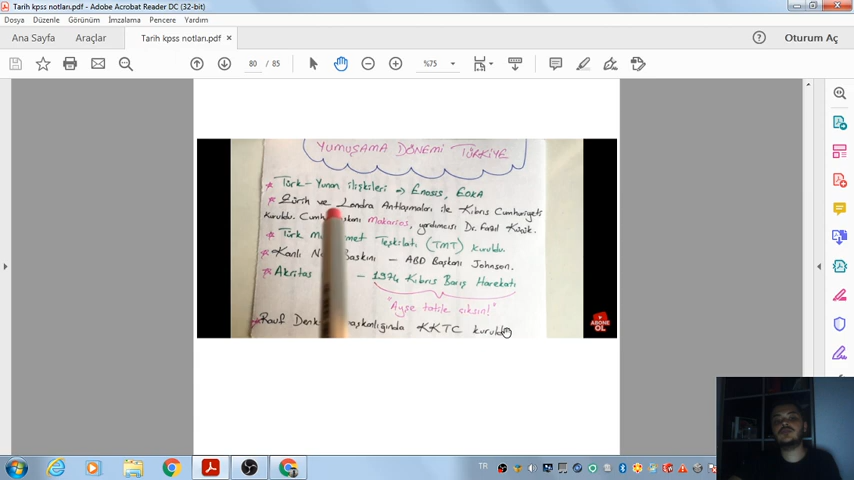 Tarih kpss notları.pdf - Adobe Acrobat Reader DC (32-bit)
Dosya Düzenle Görünüm İmzalama Pencere Yardım
Ana Sayfa Araçlar Tarih kpss notları.pdf × Oturum Aç
80 / 85 %75
YUMUŞAMA DÖNEMİ TÜRKİYE
* Türk-Yunan ilişkileri => Enosis, EOKA
* Zürih ve Londra Antlaşmaları ile Kıbrıs Cumhuriyeti
kuruldu. Makarios, yardımcısı Dr. Fazıl Küçük.
* Türk Teşkilatı (TMT) kuruldu.
* Kanlı Baskını - ABD Başkanı Johnson.
* Akritas - 1974 Kıbrıs Barış Harekatı
"Ayşe tatile çıksın!"
* Rauf KKTC kuruldu
ABONE
OL
TR